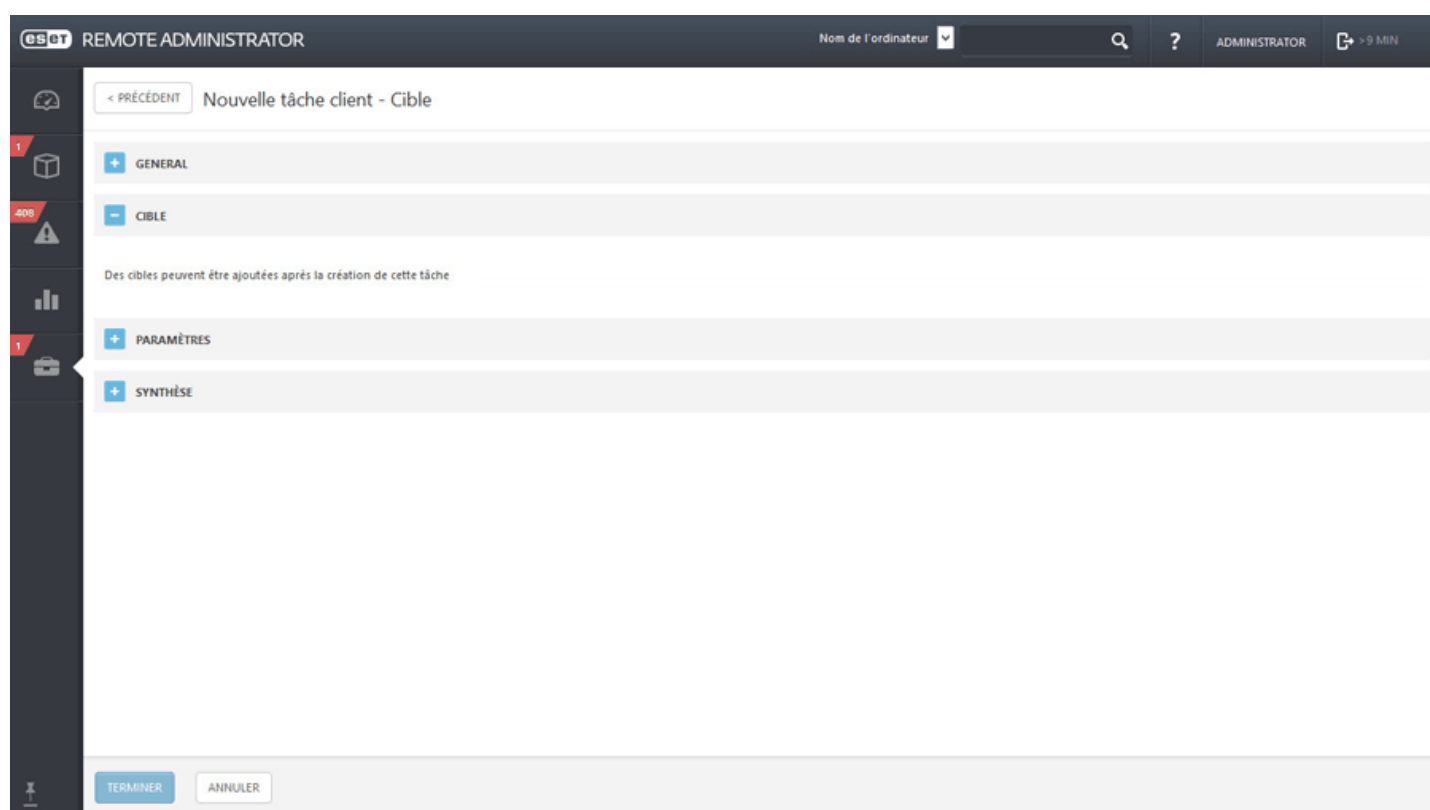 eset REMOTE ADMINISTRATOR
Nom de l'ordinateur
? ADMINISTRATOR >9 MIN
< PRÉCÉDENT Nouvelle tâche client - Cible
1
+ GENERAL
408
− CIBLE
Des cibles peuvent être ajoutées après la création de cette tâche
1
+ PARAMÈTRES
+ SYNTHÈSE
TERMINER ANNULER